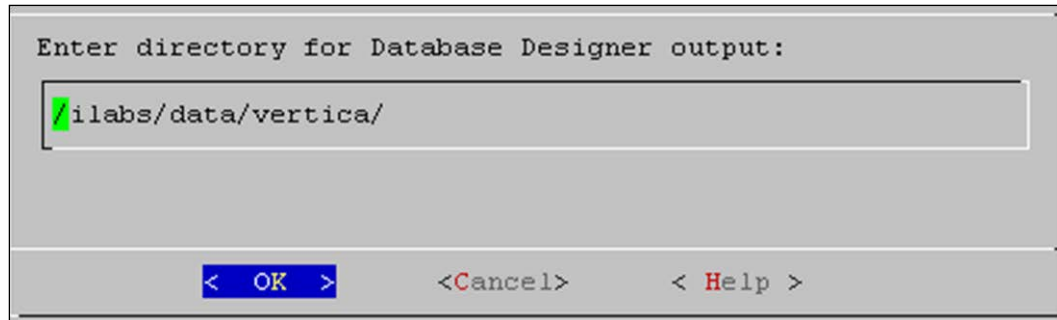 Enter directory for Database Designer output:
/ilabs/data/vertica/
< OK > <Cancel> < Help >